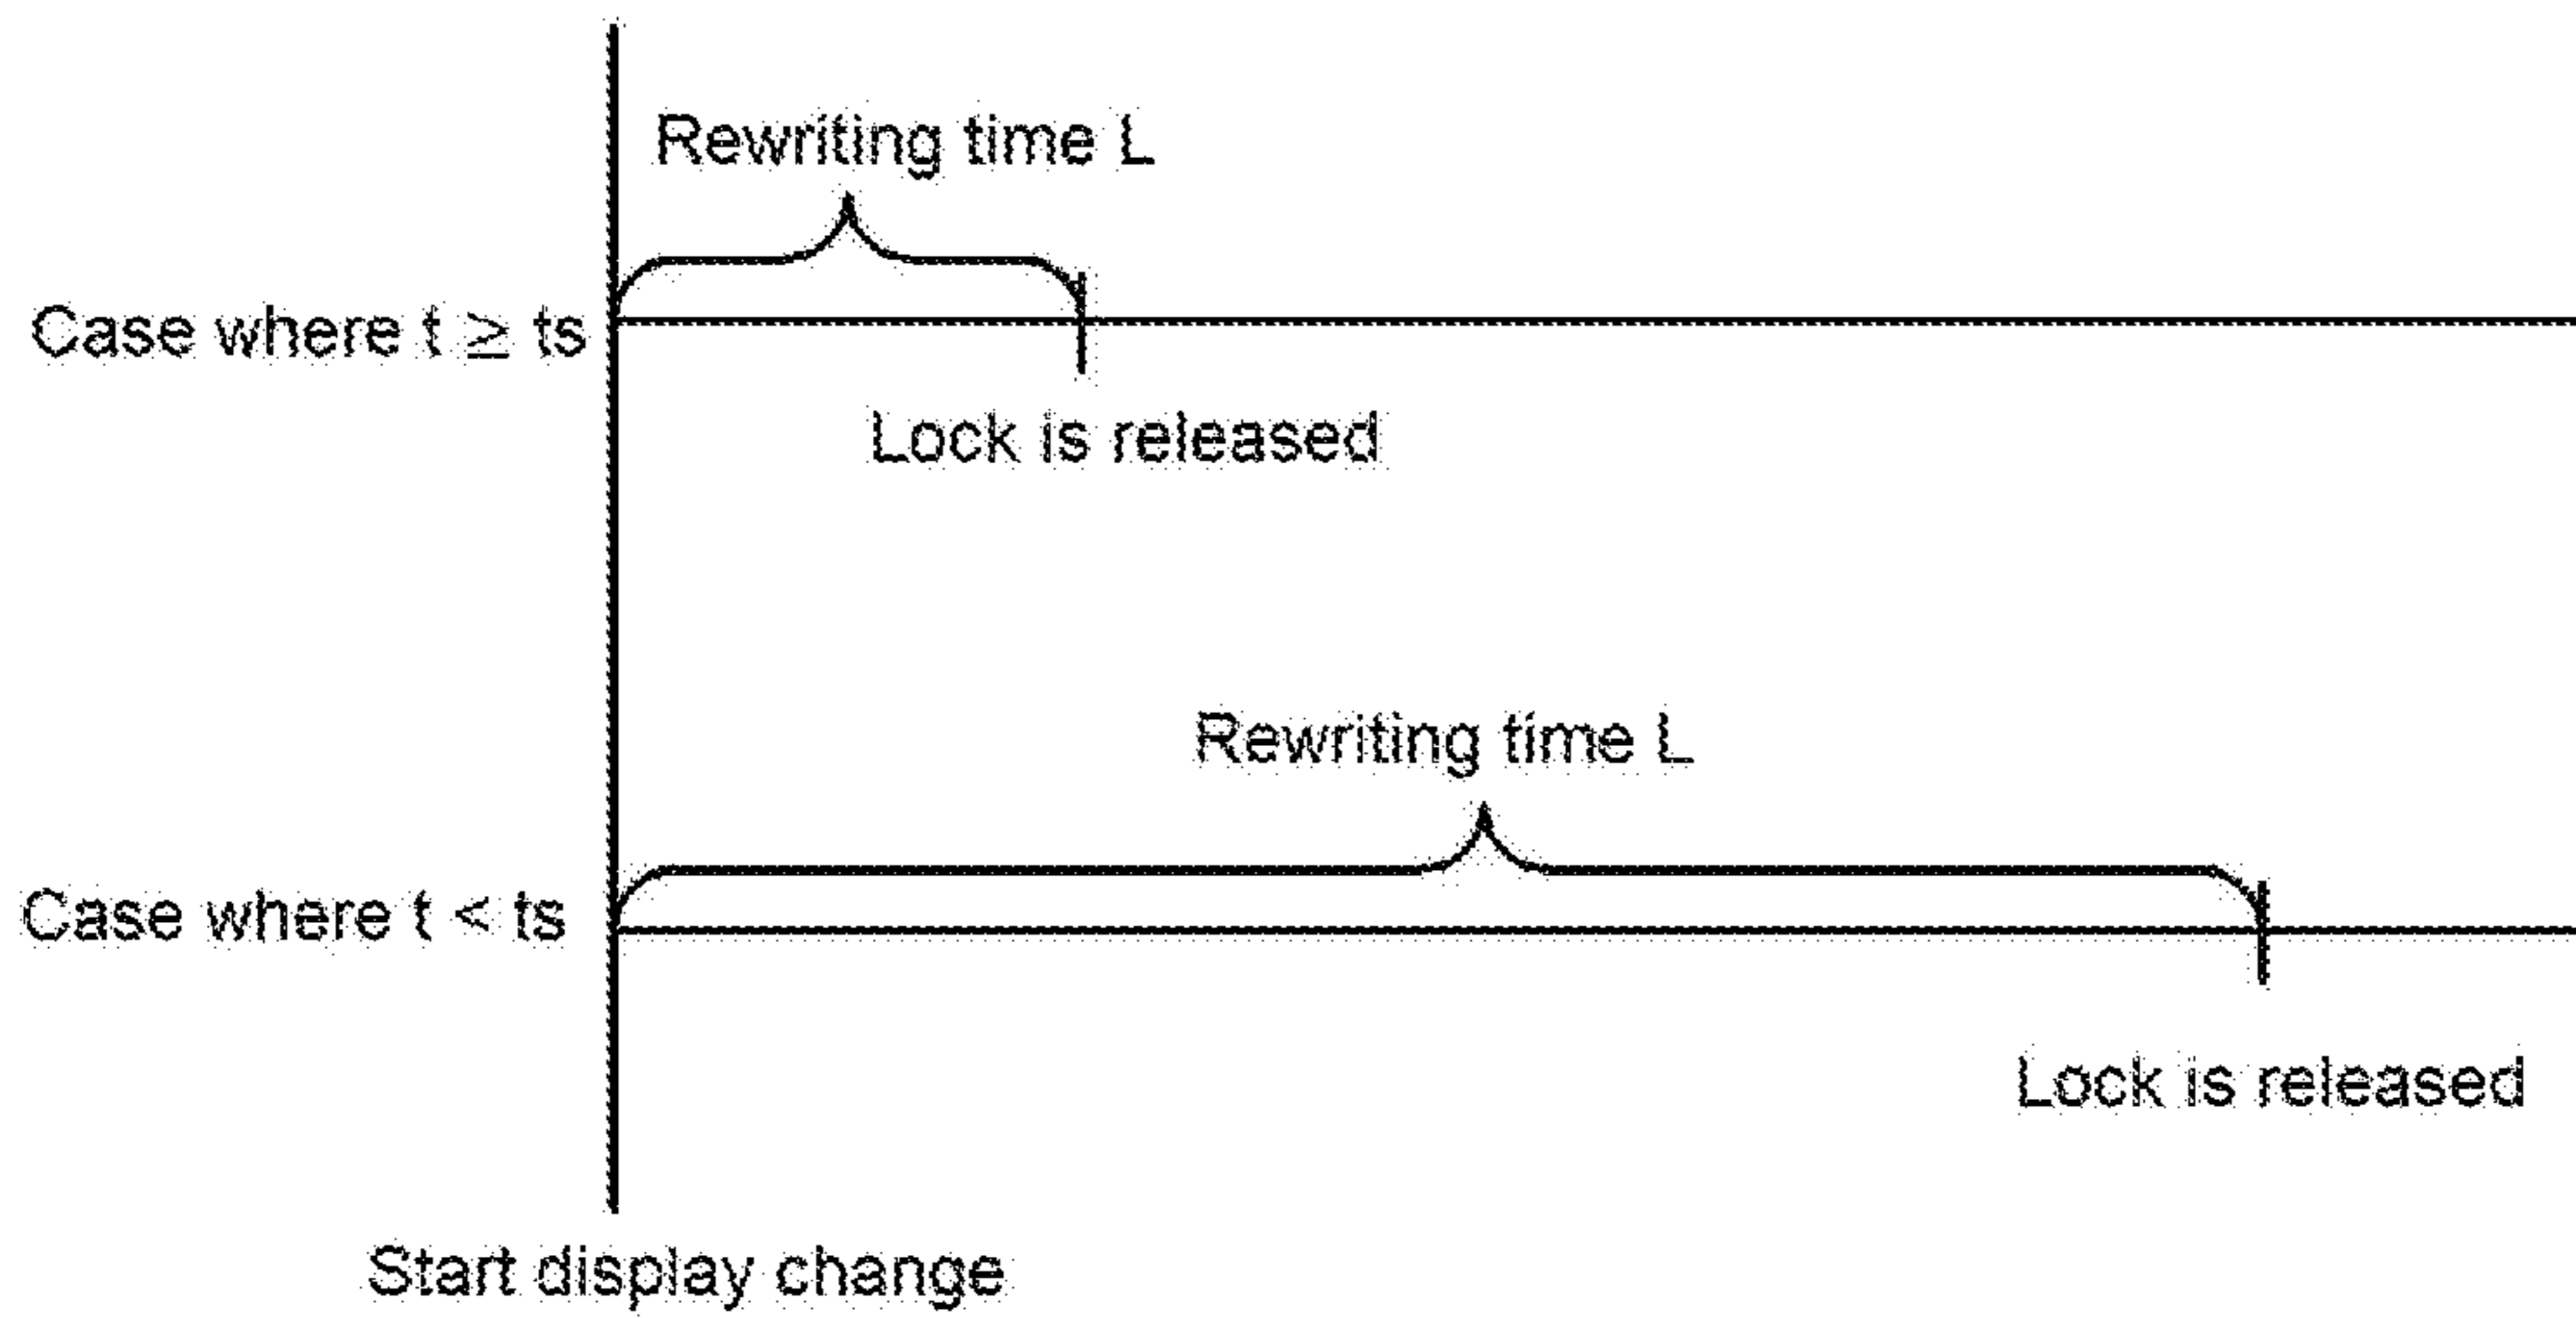 Rewriting time L
Case where t ≥ ts
Lock is released
Rewriting time L
Case where t < ts
Lock is released
Start display change